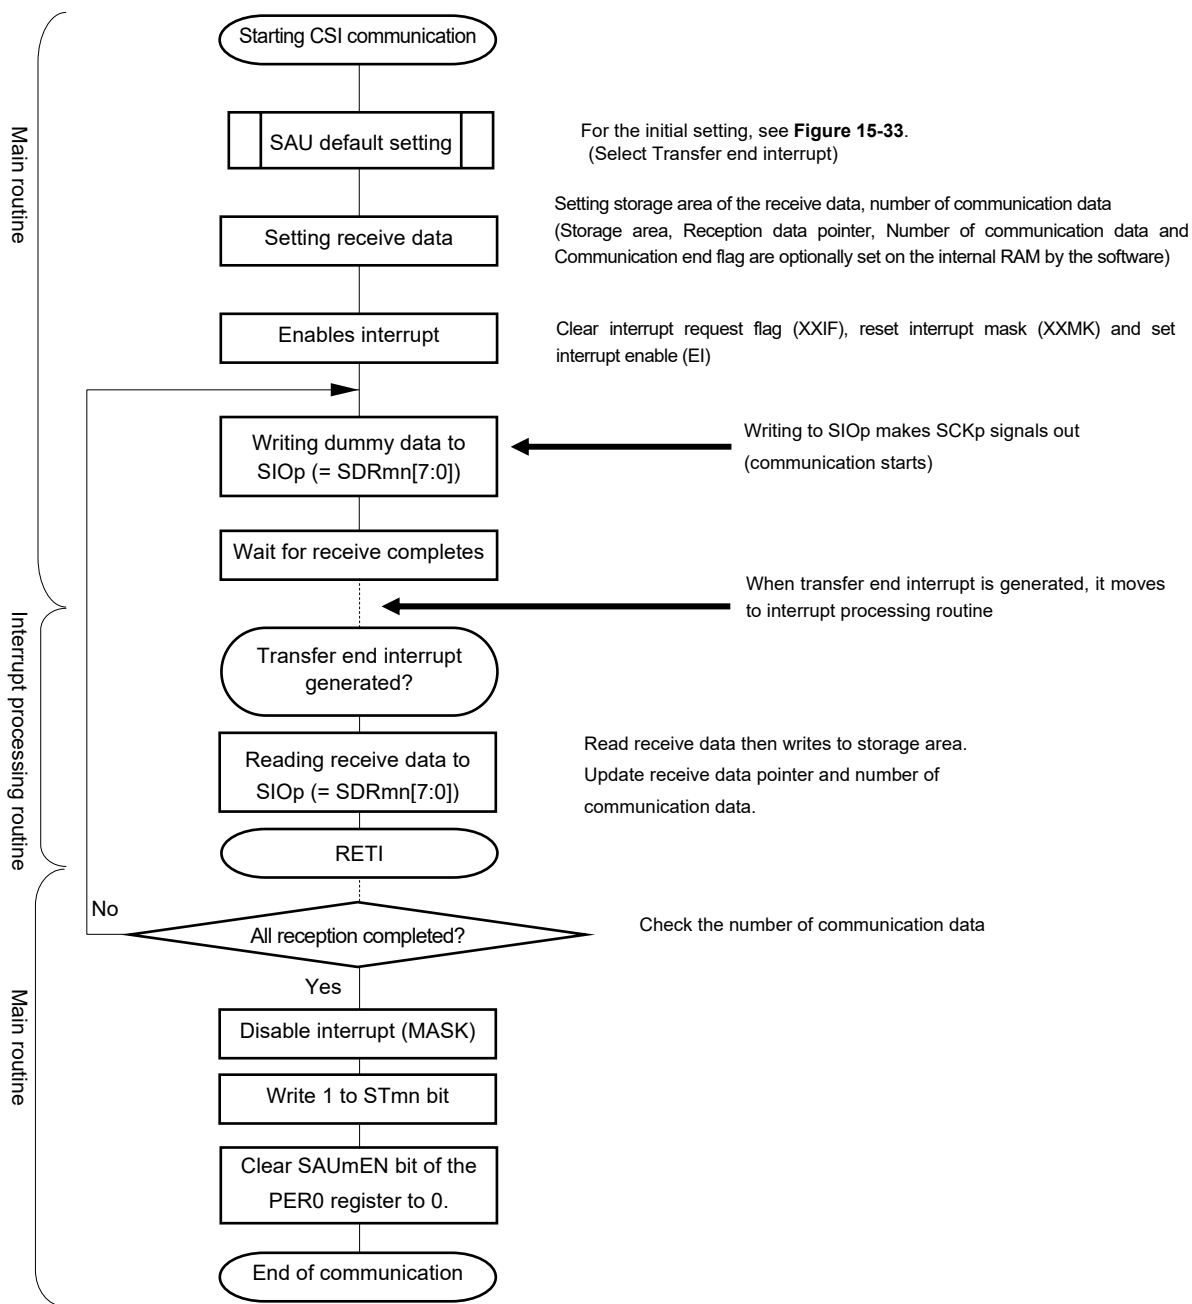 Starting CSI communication
Main routine
SAU default setting
For the initial setting, see Figure 15-33.
(Select Transfer end interrupt)
Setting receive data
Setting storage area of the receive data, number of communication data
(Storage area, Reception data pointer, Number of communication data and
Communication end flag are optionally set on the internal RAM by the software)
Enables interrupt
Clear interrupt request flag (XXIF), reset interrupt mask (XXMK) and set
interrupt enable (EI)
Writing dummy data to
SIOp (= SDRmn[7:0])
Writing to SIOp makes SCKp signals out
(communication starts)
Wait for receive completes
When transfer end interrupt is generated, it moves
to interrupt processing routine
Interrupt processing routine
Transfer end interrupt
generated?
Reading receive data to
SIOp (= SDRmn[7:0])
Read receive data then writes to storage area.
Update receive data pointer and number of
communication data.
RETI
No
All reception completed?
Check the number of communication data
Yes
Main routine
Disable interrupt (MASK)
Write 1 to STmn bit
Clear SAUmEN bit of the
PER0 register to 0.
End of communication